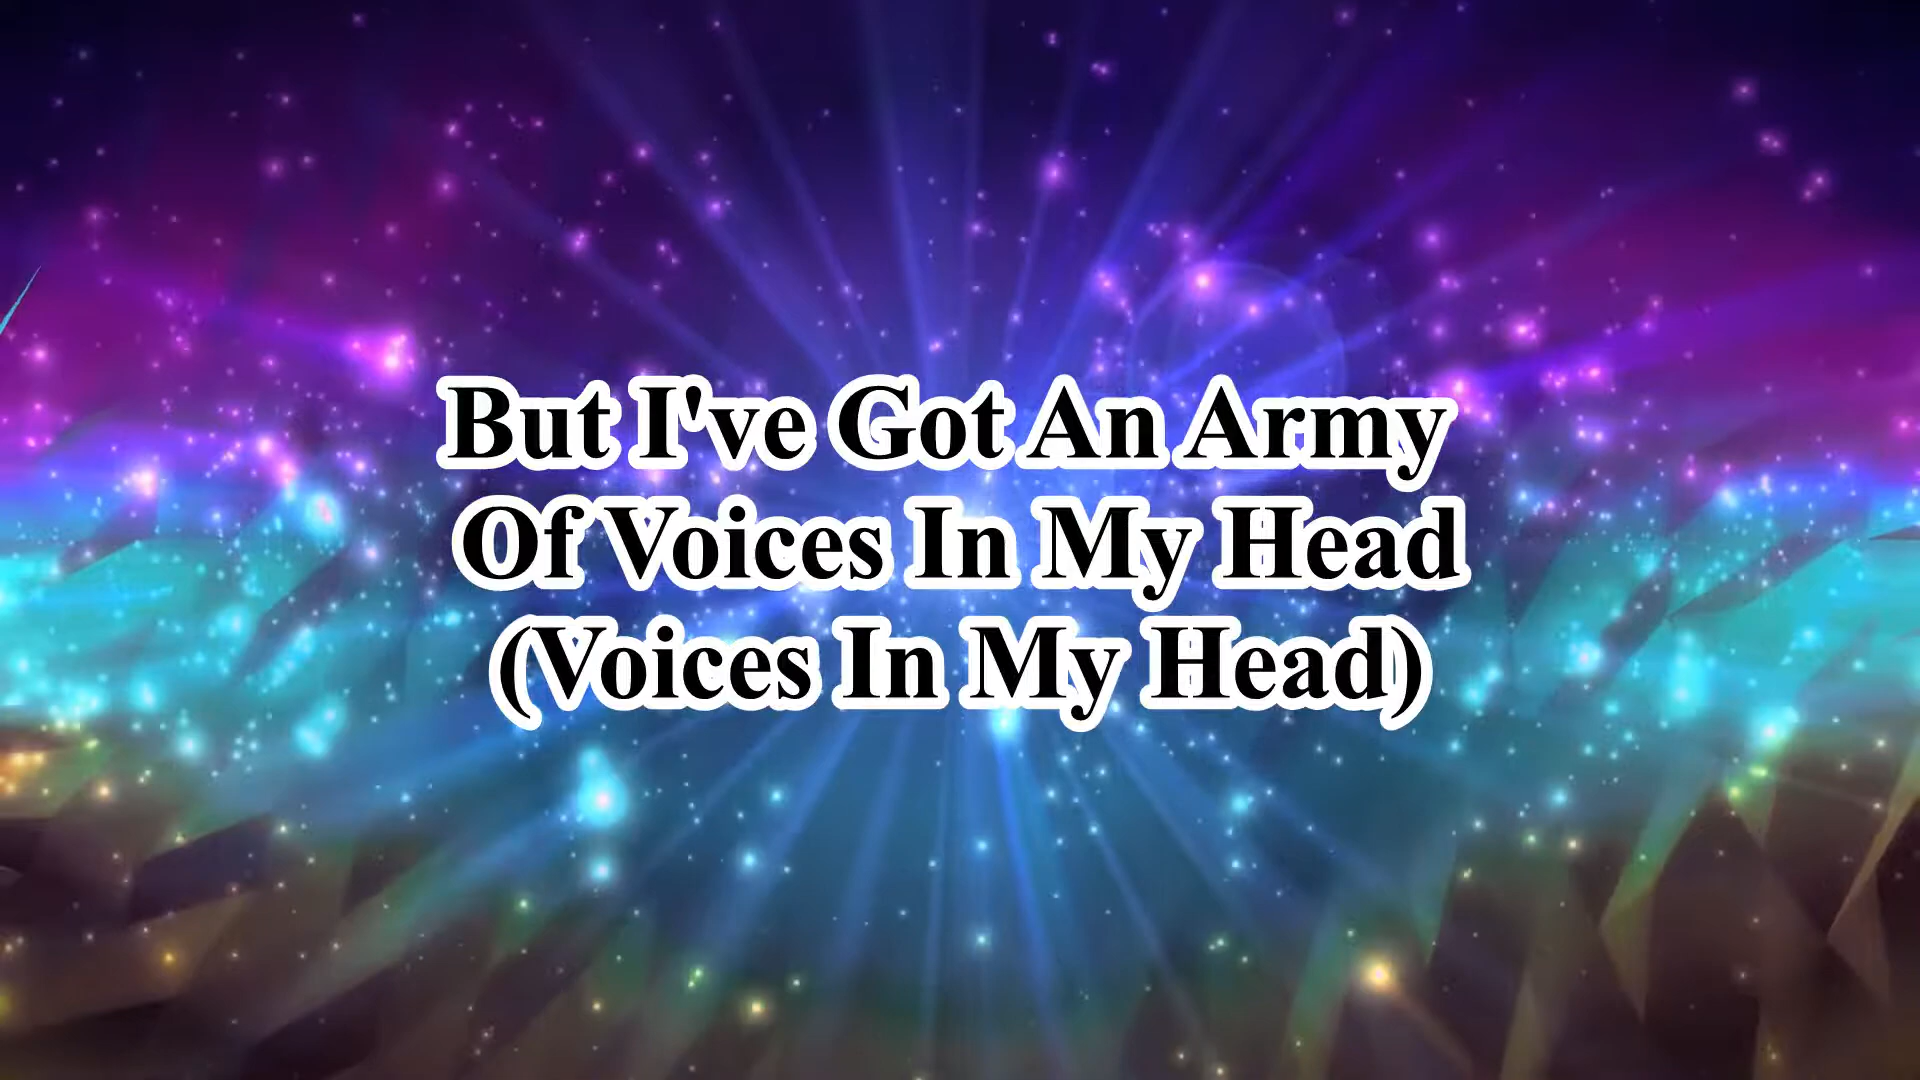 But I've Got An Army
Of Voices In My Head
(Voices In My Head)